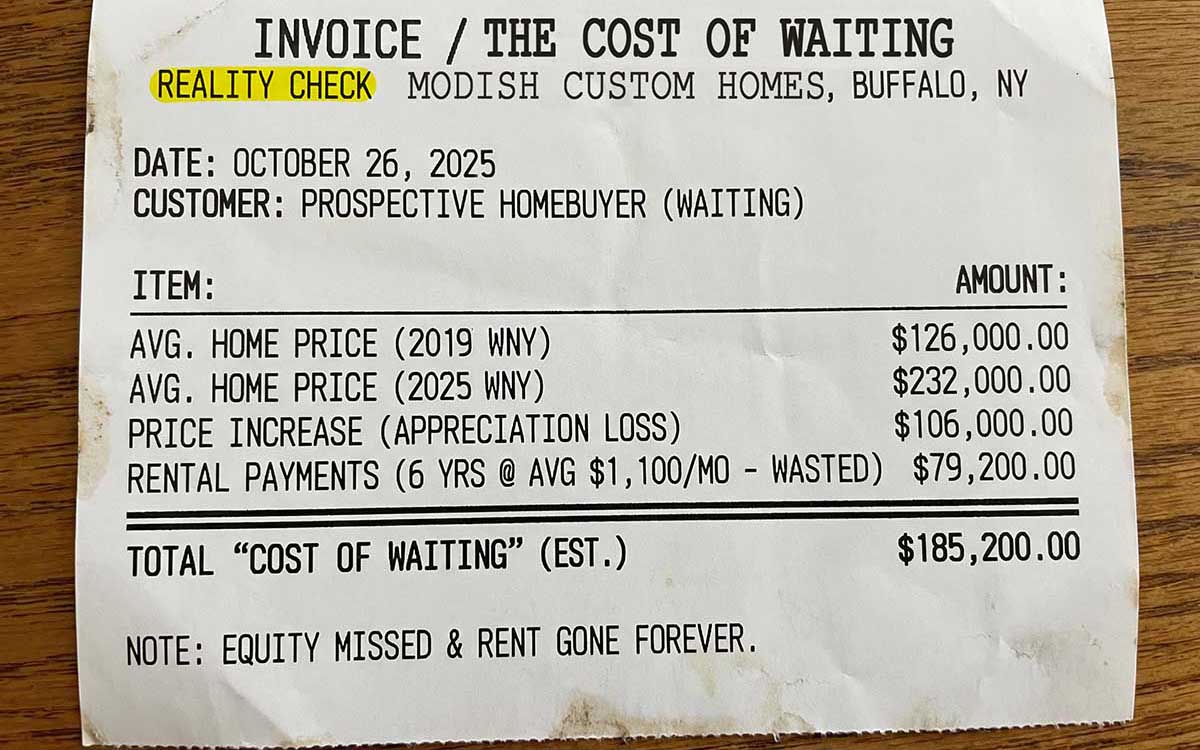 INVOICE / THE COST OF WAITING
REALITY CHECK MODISH CUSTOM HOMES, BUFFALO, NY
DATE: OCTOBER 26, 2025
CUSTOMER: PROSPECTIVE HOMEBUYER (WAITING)
ITEM: AMOUNT:
AVG. HOME PRICE (2019 WNY) $126,000.00
AVG. HOME PRICE (2025 WNY) $232,000.00
PRICE INCREASE (APPRECIATION LOSS) $106,000.00
RENTAL PAYMENTS (6 YRS @ AVG $1,100/MO - WASTED) $79,200.00
TOTAL “COST OF WAITING” (EST.) $185,200.00
NOTE: EQUITY MISSED & RENT GONE FOREVER.